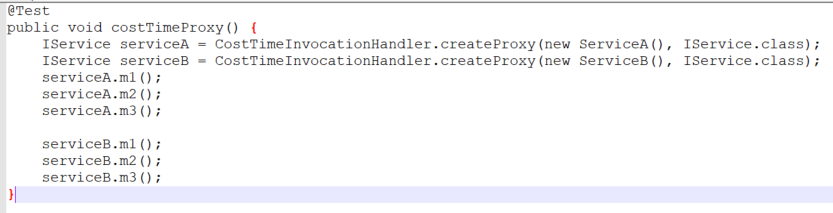 @Test
public void costTimeProxy() {
    IService serviceA = CostTimeInvocationHandler.createProxy(new ServiceA(), IService.class);
    IService serviceB = CostTimeInvocationHandler.createProxy(new ServiceB(), IService.class);
    serviceA.m1();
    serviceA.m2();
    serviceA.m3();

    serviceB.m1();
    serviceB.m2();
    serviceB.m3();
}